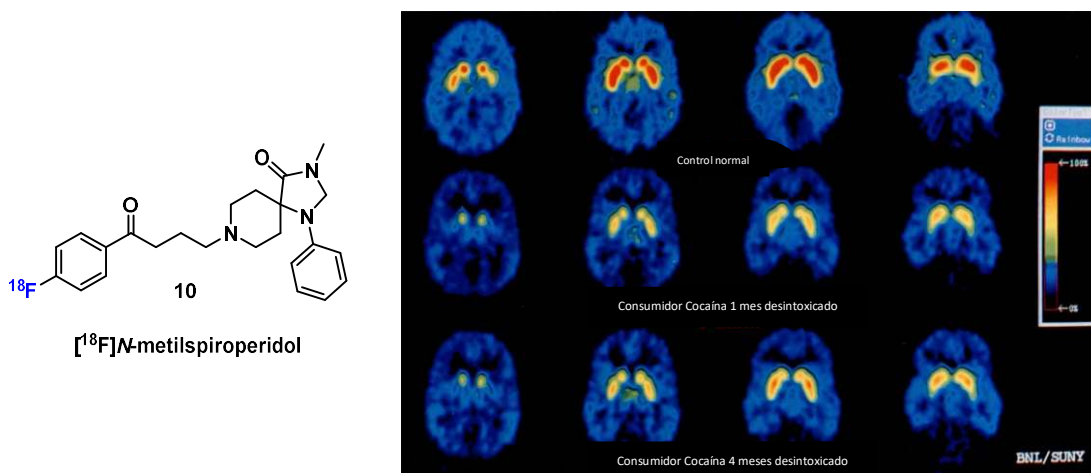 O
N
O
N
N
18F
10
[18F]N-metilspiroperidol
Control normal
Consumidor Cocaína 1 mes desintoxicado
Consumidor Cocaína 4 meses desintoxicado
Rainbow
←100%
←0%
BNL/SUNY